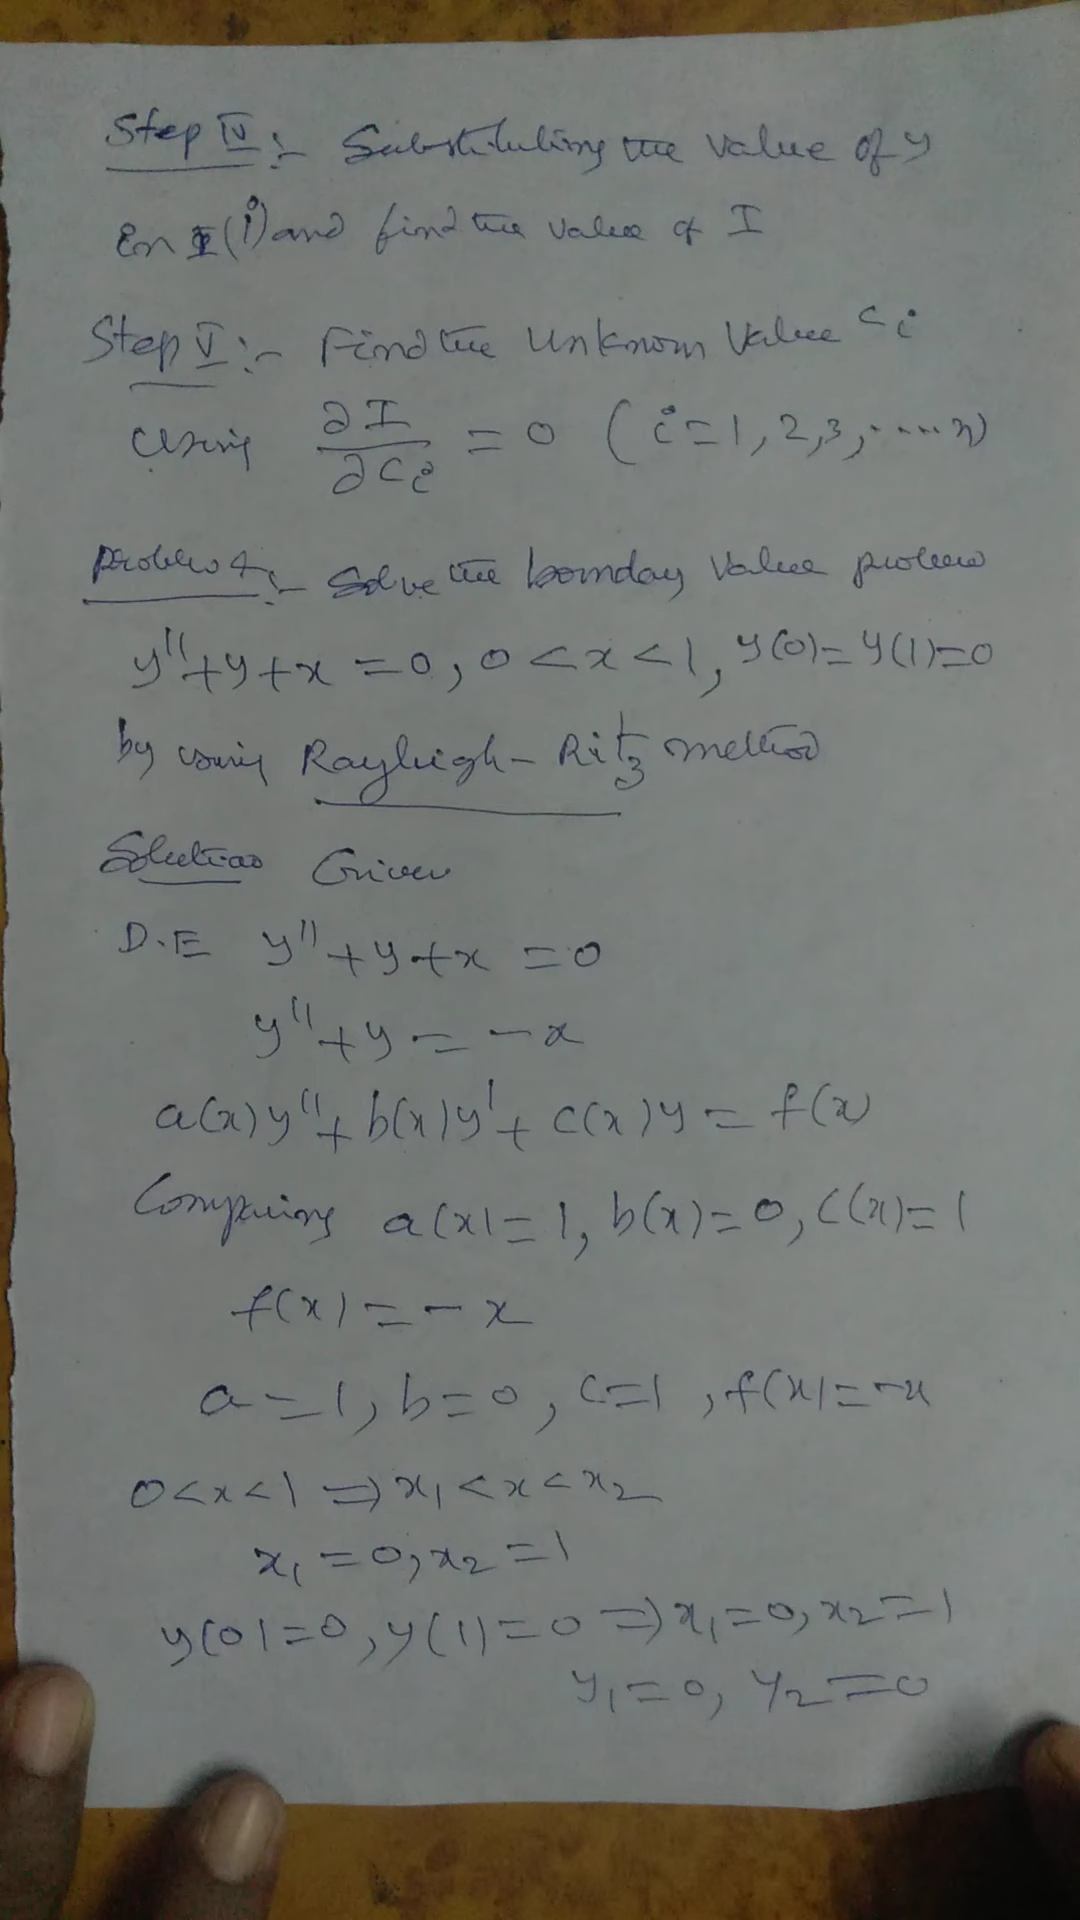 Step IV :- Substituting the value of y
in I(i) and find the value of I
Step V :- Find the unknown value ci
using ∂I/∂ci = 0 (i=1,2,3,.....n)
Problem :- Solve the bounday value problem
y''+y+x=0, 0<x<1, y(0)=y(1)=0
by using Rayleigh-Ritz method
Solution Given
D.E y''+y+x=0
y''+y=-x
a(x)y''+b(x)y'+c(x)y=f(x)
Comparing a(x)=1, b(x)=0, c(x)=1
f(x)=-x
a=1, b=0, c=1, f(x)=-x
0<x<1 ⇒ x₁<x<x₂
x₁=0, x₂=1
y(0)=0, y(1)=0 ⇒ x₁=0, x₂=1
y₁=0, y₂=0